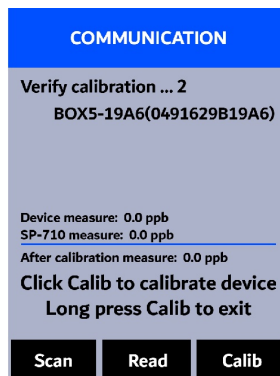 COMMUNICATION
Verify calibration ... 2
BOX5-19A6(0491629B19A6)
Device measure: 0.0 ppb
SP-710 measure: 0.0 ppb
After calibration measure: 0.0 ppb
Click Calib to calibrate device
Long press Calib to exit
Scan Read Calib